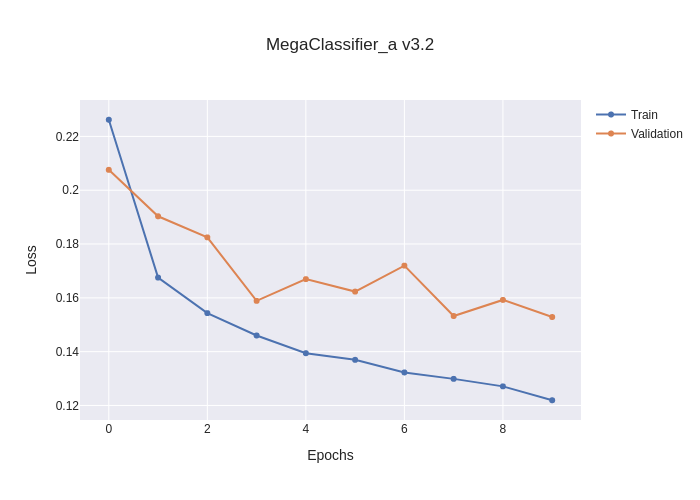 MegaClassifier_a v3.2
Train
Validation
0.22
0.2
0.18
0.16
0.14
0.12
Loss
0 2 4 6 8
Epochs